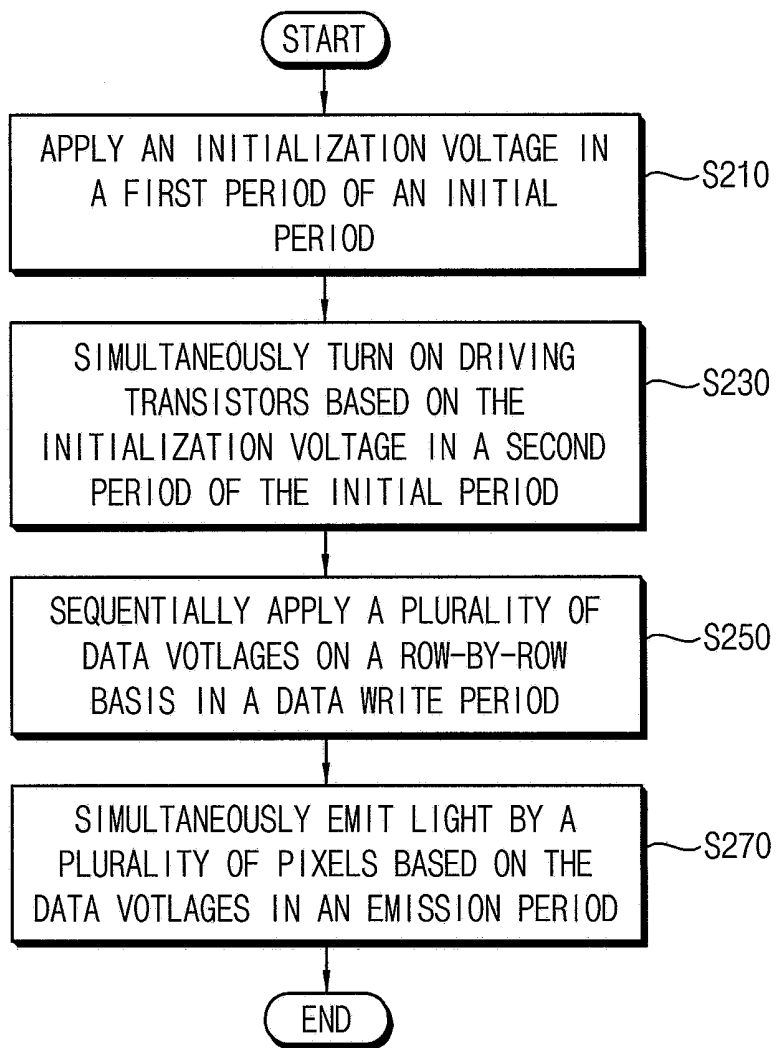 START
APPLY AN INITIALIZATION VOLTAGE IN
A FIRST PERIOD OF AN INITIAL
PERIOD
S210
SIMULTANEOUSLY TURN ON DRIVING
TRANSISTORS BASED ON THE
INITIALIZATION VOLTAGE IN A SECOND
PERIOD OF THE INITIAL PERIOD
S230
SEQUENTIALLY APPLY A PLURALITY OF
DATA VOTLAGES ON A ROW-BY-ROW
BASIS IN A DATA WRITE PERIOD
S250
SIMULTANEOUSLY EMIT LIGHT BY A
PLURALITY OF PIXELS BASED ON THE
DATA VOTLAGES IN AN EMISSION PERIOD
S270
END